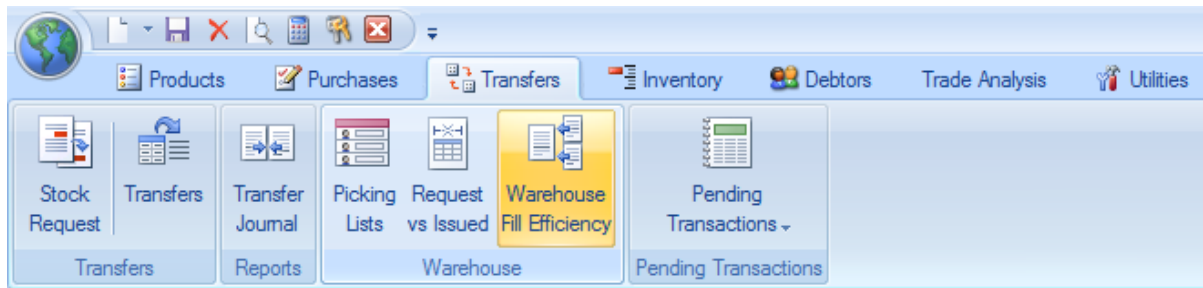 Products Purchases Transfers Inventory Debtors Trade Analysis Utilities
Stock Transfers Transfer Picking Request Warehouse Pending
Request Journal Lists vs Issued Fill Efficiency Transactions
Transfers Reports Warehouse Pending Transactions